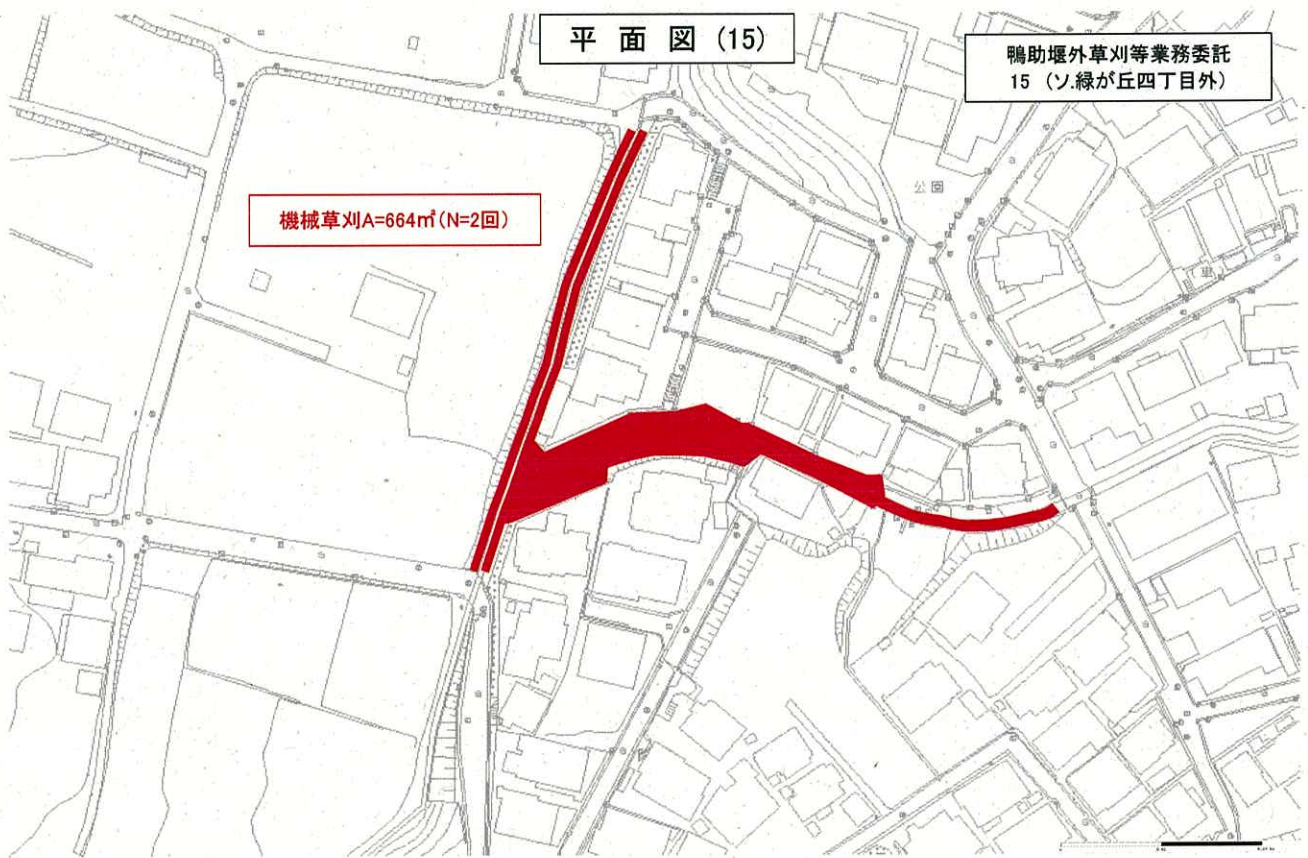 平面図(15)
鴨助堰外草刈等業務委託
15 (ソ.緑が丘四丁目外)
機械草刈A=664㎡(N=2回)
公園
車